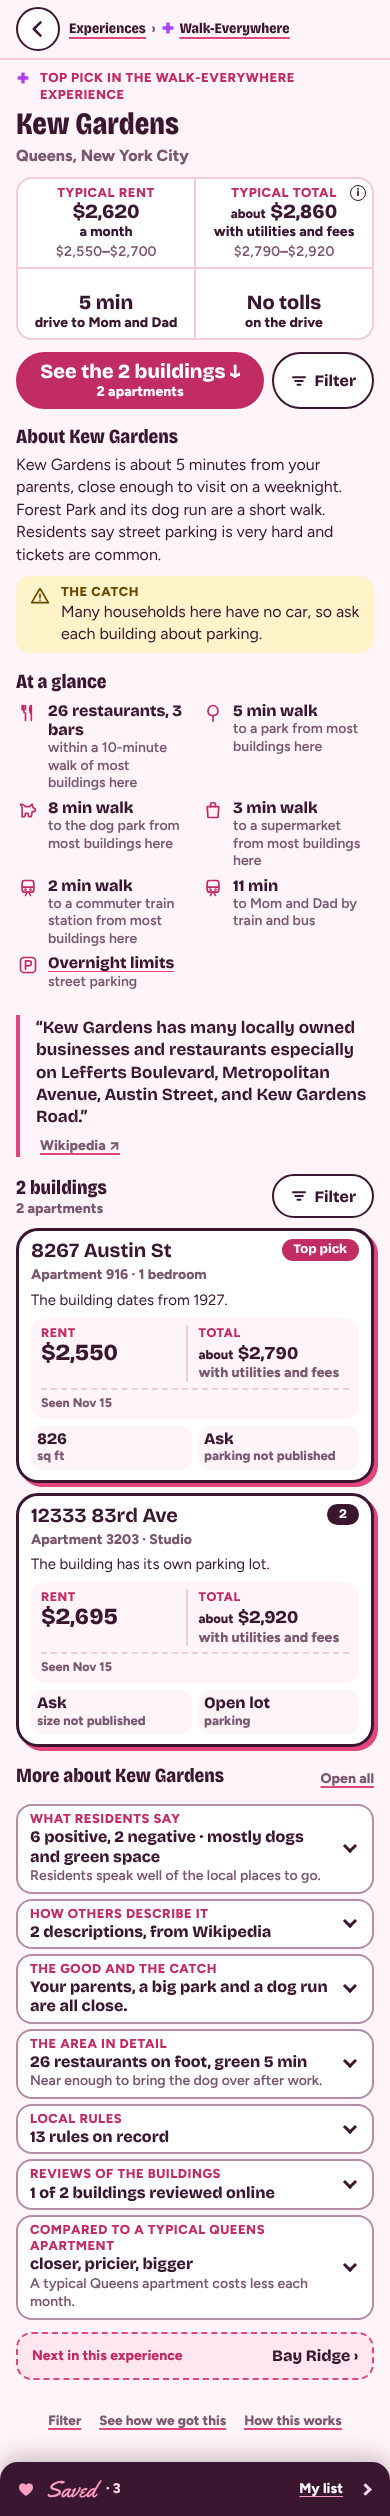 Experiences › Walk-Everywhere
TOP PICK IN THE WALK-EVERYWHERE
EXPERIENCE
Kew Gardens
Queens, New York City
TYPICAL RENT
$2,620
a month
$2,550–$2,700
TYPICAL TOTAL
about $2,860
with utilities and fees
$2,790–$2,920
5 min
drive to Mom and Dad
No tolls
on the drive
See the 2 buildings ↓
2 apartments
Filter
About Kew Gardens
Kew Gardens is about 5 minutes from your
parents, close enough to visit on a weeknight.
Forest Park and its dog run are a short walk.
Residents say street parking is very hard and
tickets are common.
THE CATCH
Many households here have no car, so ask
each building about parking.
At a glance
26 restaurants, 3
bars
within a 10-minute
walk of most
buildings here
5 min walk
to a park from most
buildings here
8 min walk
to the dog park from
most buildings here
3 min walk
to a supermarket
from most buildings
here
2 min walk
to a commuter train
station from most
buildings here
11 min
to Mom and Dad by
train and bus
Overnight limits
street parking
“Kew Gardens has many locally owned
businesses and restaurants especially
on Lefferts Boulevard, Metropolitan
Avenue, Austin Street, and Kew Gardens
Road.”
Wikipedia ↗
2 buildings
2 apartments
Filter
8267 Austin St
Top pick
Apartment 916 · 1 bedroom
The building dates from 1927.
RENT
$2,550
TOTAL
about $2,790
with utilities and fees
Seen Nov 15
826
sq ft
Ask
parking not published
12333 83rd Ave
2
Apartment 3203 · Studio
The building has its own parking lot.
RENT
$2,695
TOTAL
about $2,920
with utilities and fees
Seen Nov 15
Ask
size not published
Open lot
parking
More about Kew Gardens
Open all
WHAT RESIDENTS SAY
6 positive, 2 negative · mostly dogs
and green space
Residents speak well of the local places to go.
HOW OTHERS DESCRIBE IT
2 descriptions, from Wikipedia
THE GOOD AND THE CATCH
Your parents, a big park and a dog run
are all close.
THE AREA IN DETAIL
26 restaurants on foot, green 5 min
Near enough to bring the dog over after work.
LOCAL RULES
13 rules on record
REVIEWS OF THE BUILDINGS
1 of 2 buildings reviewed online
COMPARED TO A TYPICAL QUEENS
APARTMENT
closer, pricier, bigger
A typical Queens apartment costs less each
month.
Next in this experience
Bay Ridge ›
Filter
See how we got this
How this works
Saved · 3
My list